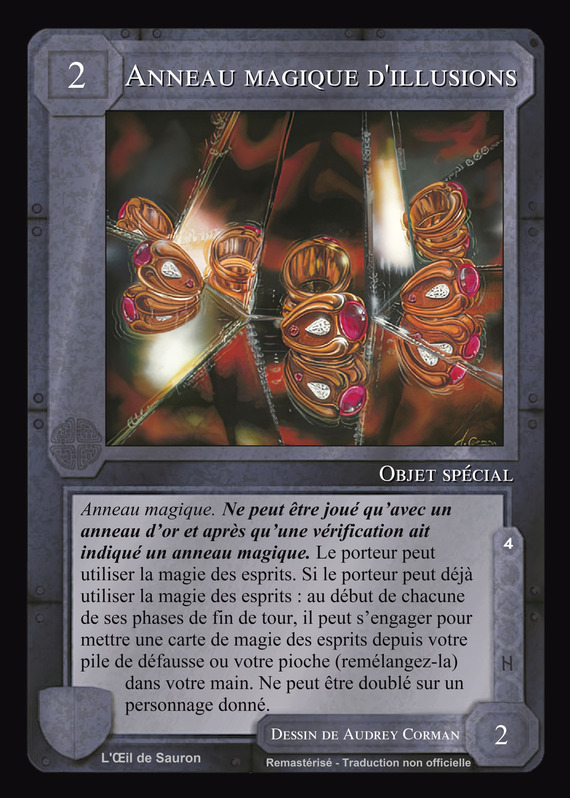 2
ANNEAU MAGIQUE D'ILLUSIONS
OBJET SPÉCIAL
Anneau magique. Ne peut être joué qu'avec un
anneau d'or et après qu'une vérification ait
indiqué un anneau magique. Le porteur peut
utiliser la magie des esprits. Si le porteur peut déjà
utiliser la magie des esprits : au début de chacune
de ses phases de fin de tour, il peut s'engager pour
mettre une carte de magie des esprits depuis votre
pile de défausse ou votre pioche (remélangez-la)
dans votre main. Ne peut être doublé sur un
personnage donné.
4
DESSIN DE AUDREY CORMAN
2
L'Œil de Sauron
Remastérisé - Traduction non officielle